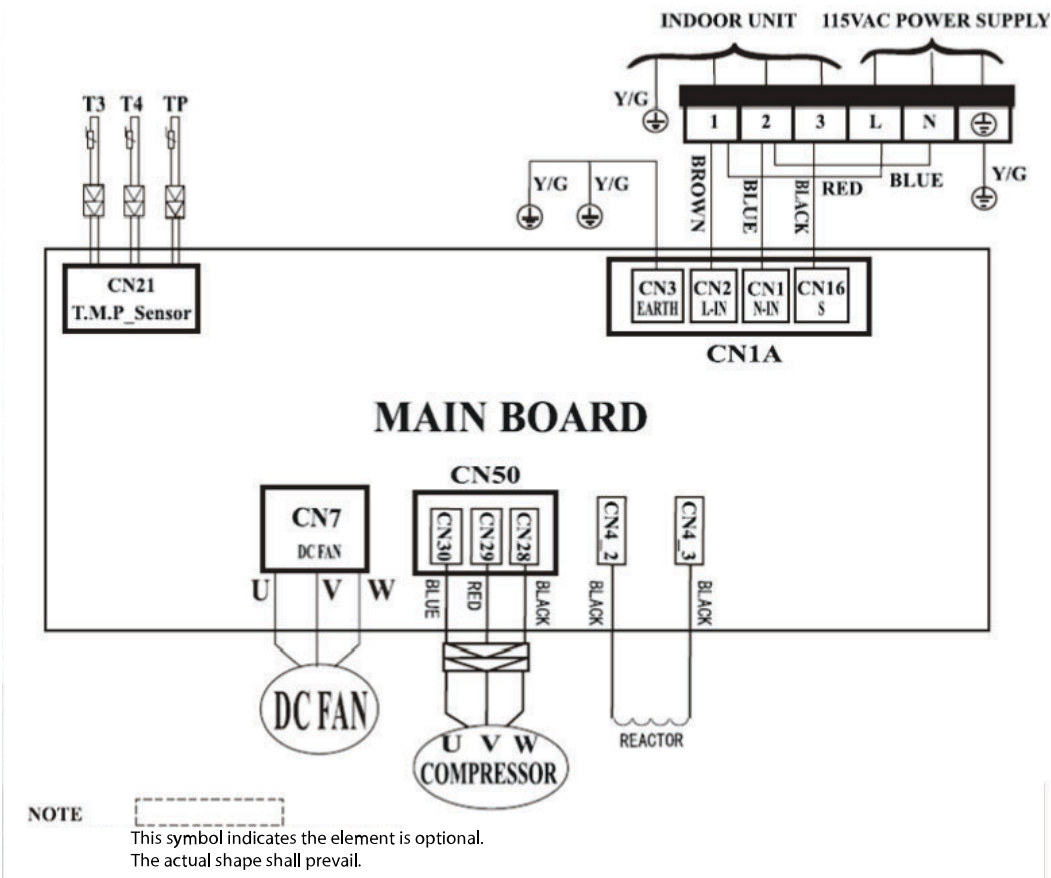 INDOOR UNIT 115VAC POWER SUPPLY
T3 T4 TP
Y/G
1 2 3 L N
Y/G Y/G
BROWN
BLUE
BLACK
RED
BLUE
Y/G
CN21
T.M.P_Sensor
CN3 CN2 CN1 CN16
EARTH L-IN N-IN S
CN1A
MAIN BOARD
CN50
CN7
DC FAN
CN30
CN29
CN28
CN4_2
CN4_3
U V W
BLUE
RED
BLACK
BLACK
BLACK
DC FAN
U V W
COMPRESSOR
REACTOR
NOTE
This symbol indicates the element is optional.
The actual shape shall prevail.